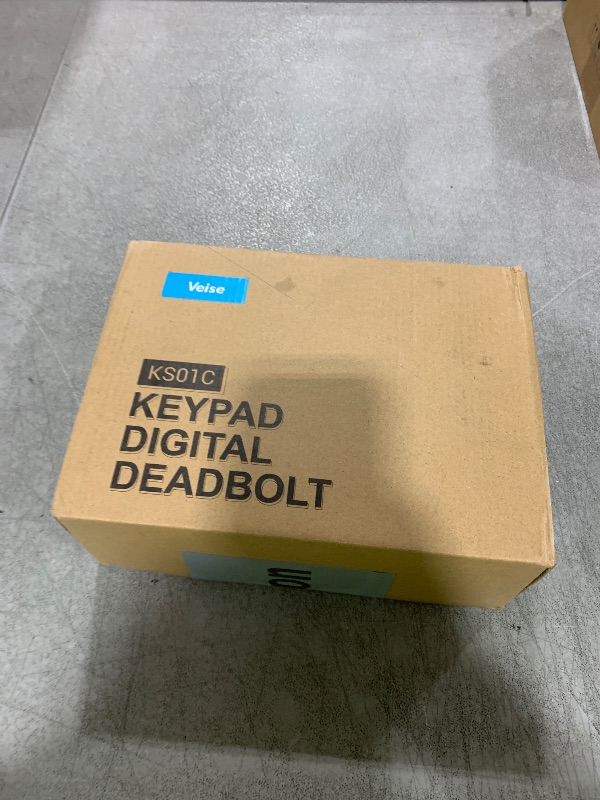 Veise
KS01C
KEYPAD
DIGITAL
DEADBOLT